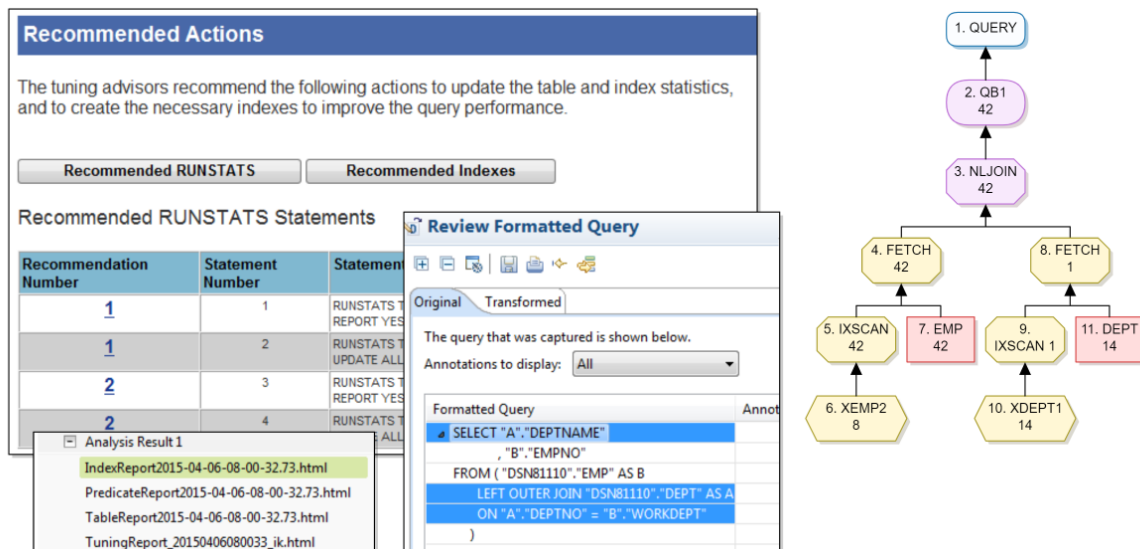 Recommended Actions
The tuning advisors recommend the following actions to update the table and index statistics,
and to create the necessary indexes to improve the query performance.
Recommended RUNSTATS
Recommended Indexes
Recommended RUNSTATS Statements
Recommendation Number
Statement Number
Statement
1
1
RUNSTATS T
REPORT YES
1
2
RUNSTATS T
UPDATE ALL
2
3
RUNSTATS T
REPORT YES
2
4
RUNSTATS T
ALL
Analysis Result 1
IndexReport2015-04-06-08-00-32.73.html
PredicateReport2015-04-06-08-00-32.73.html
TableReport2015-04-06-08-00-32.73.html
TuningReport_20150406080033_ik.html
Review Formatted Query
Original
Transformed
The query that was captured is shown below.
Annotations to display:
All
Formatted Query
Annot
SELECT "A"."DEPTNAME"
, "B"."EMPNO"
FROM ( "DSN81110"."EMP" AS B
LEFT OUTER JOIN "DSN81110"."DEPT" AS A
ON "A"."DEPTNO" = "B"."WORKDEPT"
)
1. QUERY
2. QB1
42
3. NLJOIN
42
4. FETCH
42
8. FETCH
1
5. IXSCAN
42
7. EMP
42
9.
IXSCAN 1
11. DEPT
14
6. XEMP2
8
10. XDEPT1
14